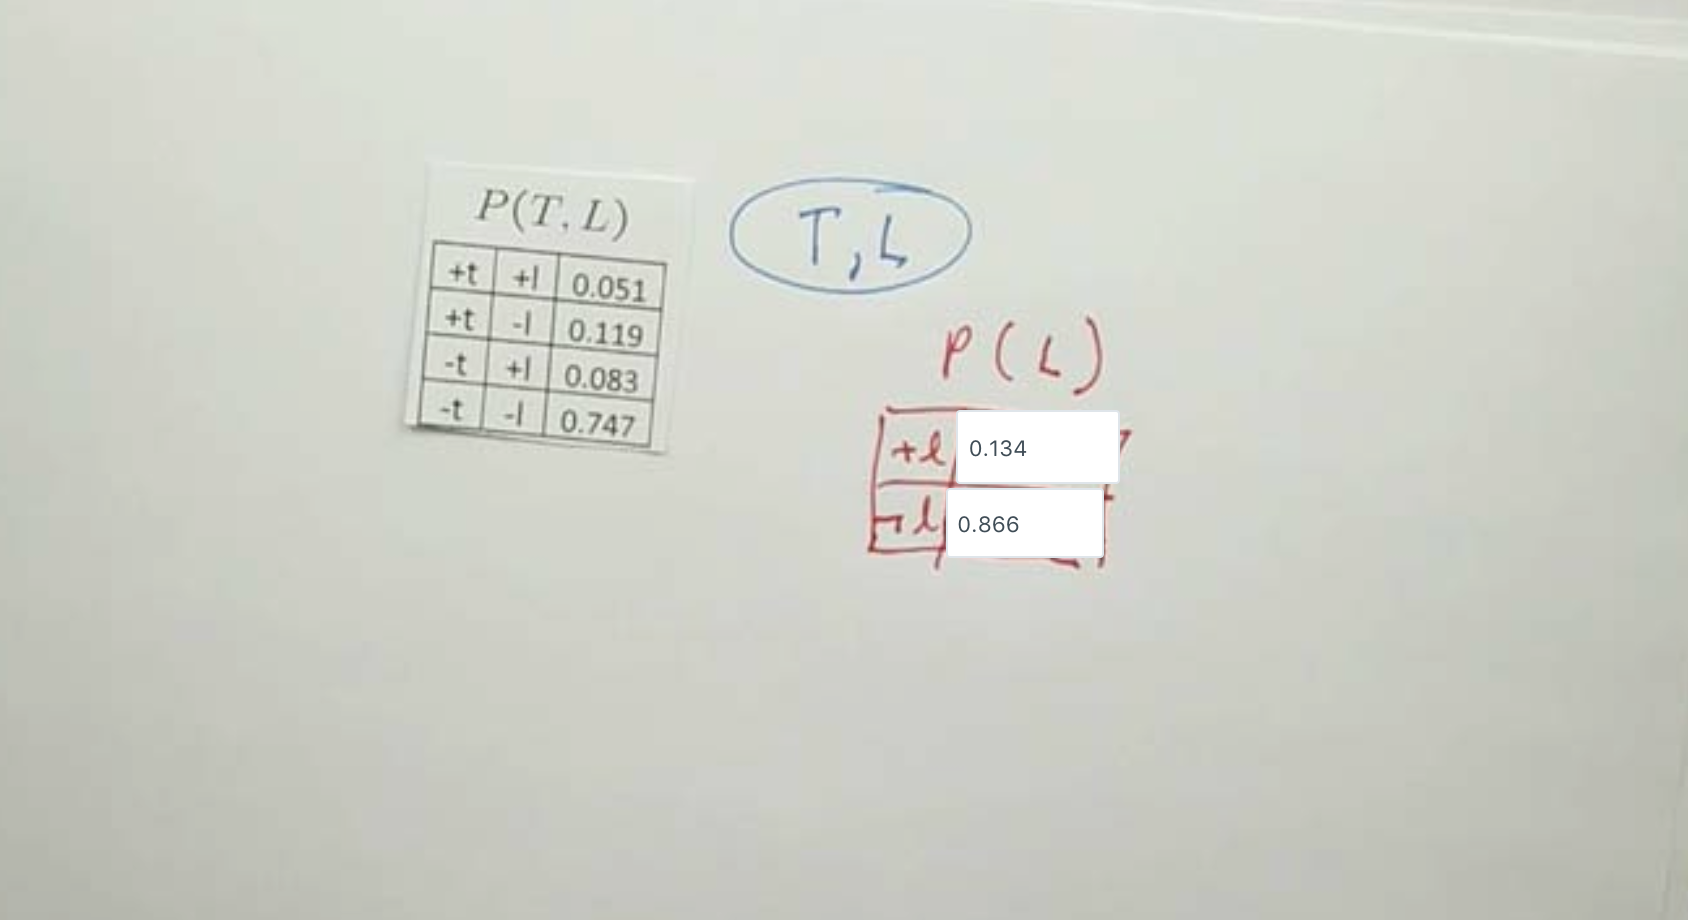 P(T, L)
+t +l 0.051
+t -l 0.119
-t +l 0.083
-t -l 0.747
T, L
P(L)
+l 0.134
¬l 0.866